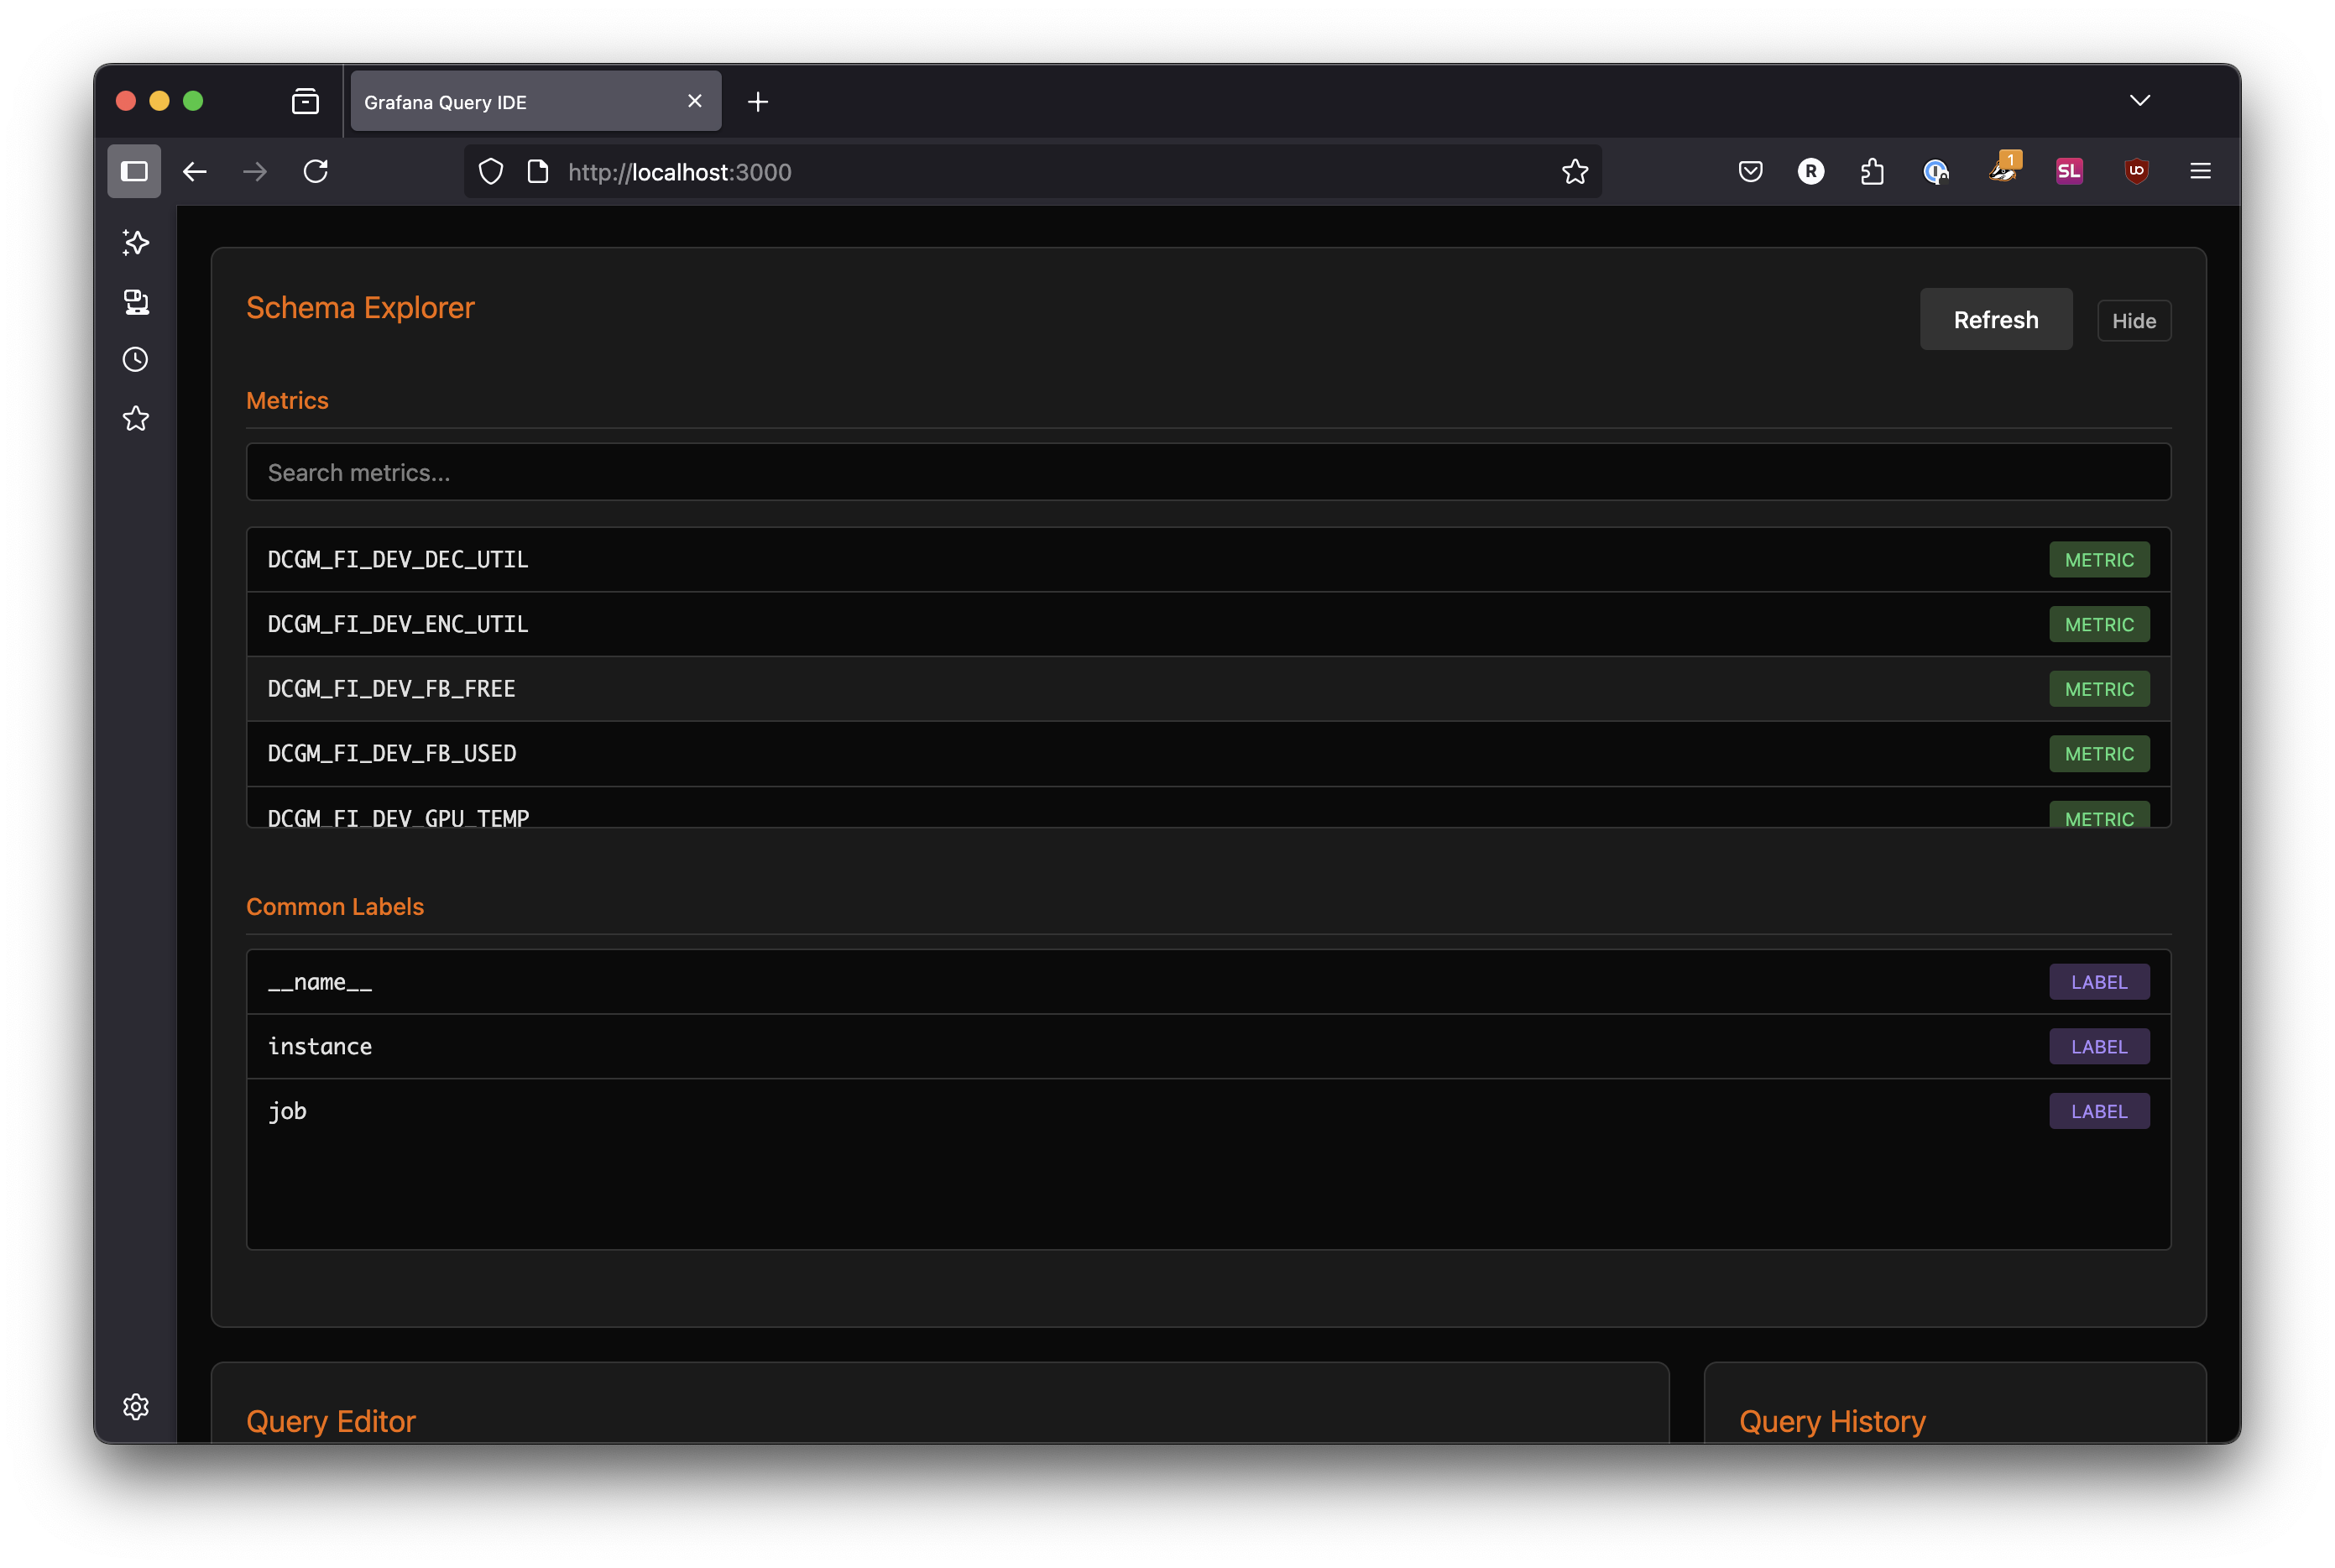 Grafana Query IDE
http://localhost:3000
1
R
SL
Schema Explorer
Refresh
Hide
Metrics
Search metrics...
DCGM_FI_DEV_DEC_UTIL METRIC
DCGM_FI_DEV_ENC_UTIL METRIC
DCGM_FI_DEV_FB_FREE METRIC
DCGM_FI_DEV_FB_USED METRIC
DCGM_FI_DEV_GPU_TEMP METRIC
Common Labels
__name__ LABEL
instance LABEL
job LABEL
Query Editor
Query History